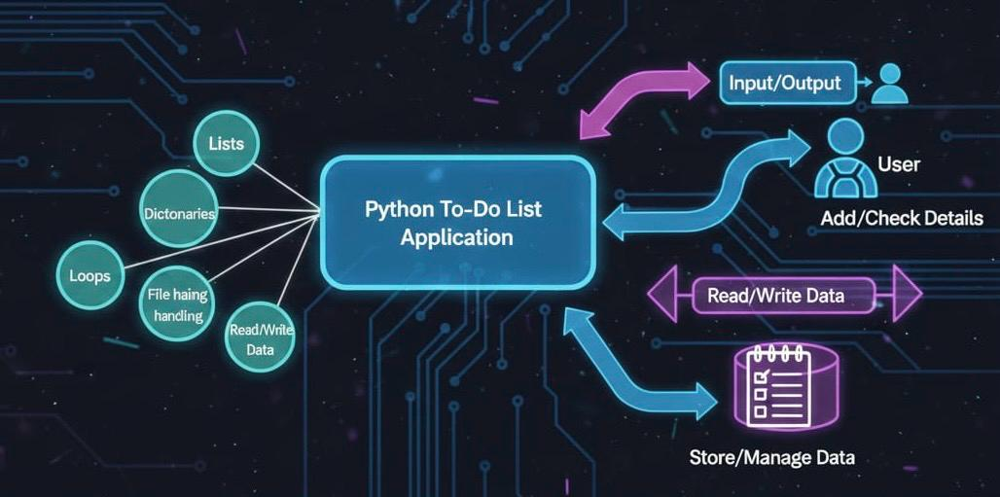 Input/Output
Lists
User
Dictonaries
Python To-Do List
Application
Add/Check Details
Loops
File haing
handling
Read/Write Data
Read/Write
Data
Store/Manage Data